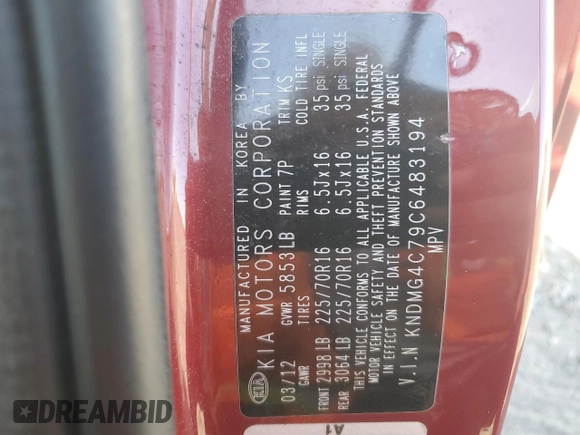 MANUFACTURED IN KOREA BY
KIA KIA MOTORS CORPORATION
03/12 GVWR 5853LB PAINT 7P TRIM KS
GAWR TIRES RIMS COLD TIRE INFL
FRONT 2998 LB 225/70R16 6.5Jx16 35 psi SINGLE
REAR 3064 LB 225/70R16 6.5Jx16 35 psi SINGLE
THIS VEHICLE CONFORMS TO ALL APPLICABLE U.S.A. FEDERAL
MOTOR VEHICLE SAFETY AND THEFT PREVENTION STANDARDS
IN EFFECT ON THE DATE OF MANUFACTURE SHOWN ABOVE
V.I.N KNDMG4C79C6483194
MPV
A1
DREAMBID